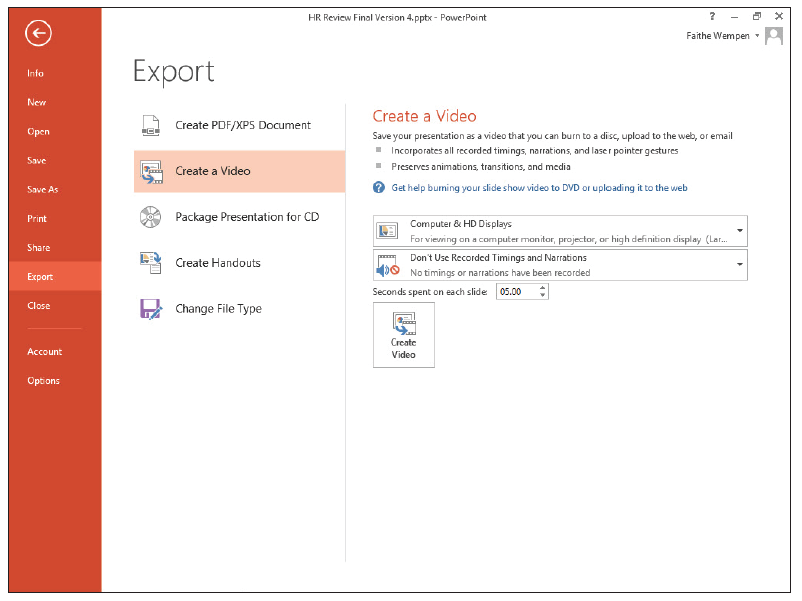 HR Review Final Version 4.pptx - PowerPoint
?
Faithe Wempen
Info
New
Open
Save
Save As
Print
Share
Export
Close
Account
Options
Export
Create PDF/XPS Document
Create a Video
Package Presentation for CD
Create Handouts
Change File Type
Create a Video
Save your presentation as a video that you can burn to a disc, upload to the web, or email
Incorporates all recorded timings, narrations, and laser pointer gestures
Preserves animations, transitions, and media
? Get help burning your slide show video to DVD or uploading it to the web
Computer & HD Displays
For viewing on a computer monitor, projector, or high definition display (Lar...
Don't Use Recorded Timings and Narrations
No timings or narrations have been recorded
Seconds spent on each slide: 05.00
Create
Video